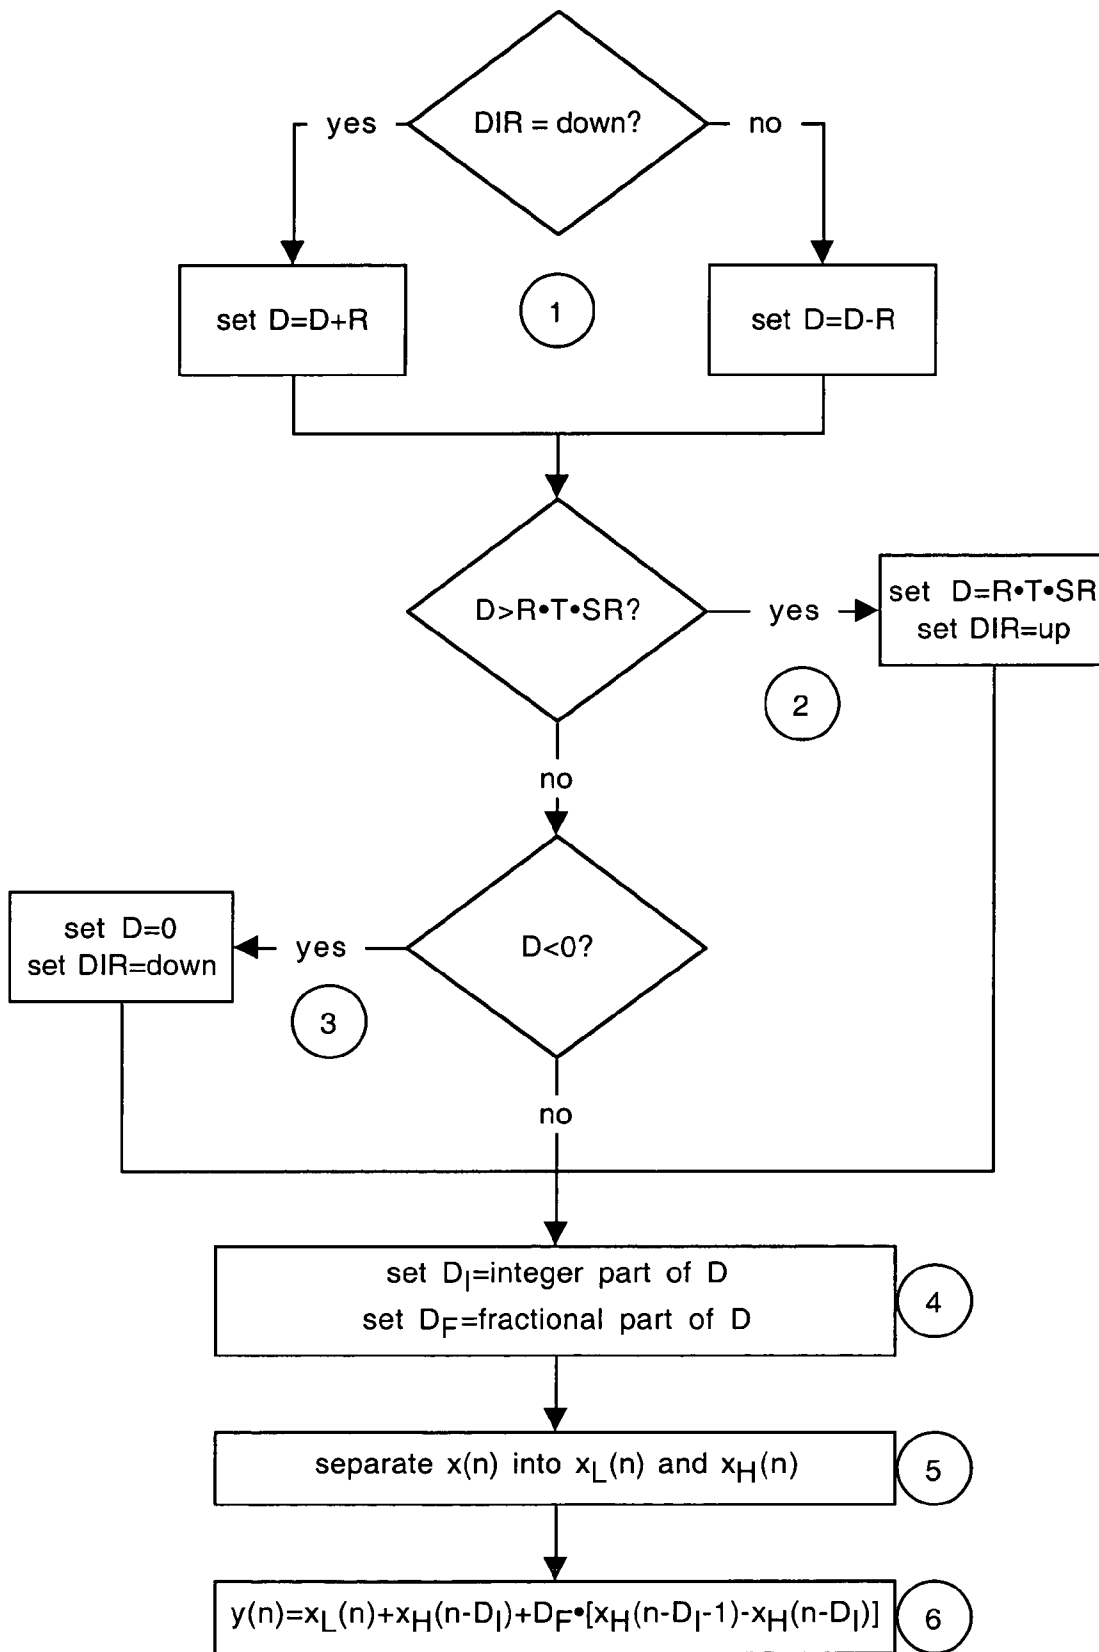 DIR = down?
yes
no
set D=D+R
1
set D=D-R
D>R•T•SR?
yes
set D=R•T•SR
set DIR=up
2
no
set D=0
set DIR=down
yes
D<0?
3
no
set D_I=integer part of D
set D_F=fractional part of D
4
separate x(n) into x_L(n) and x_H(n)
5
y(n)=x_L(n)+x_H(n-D_I)+D_F•[x_H(n-D_I-1)-x_H(n-D_I)]
6